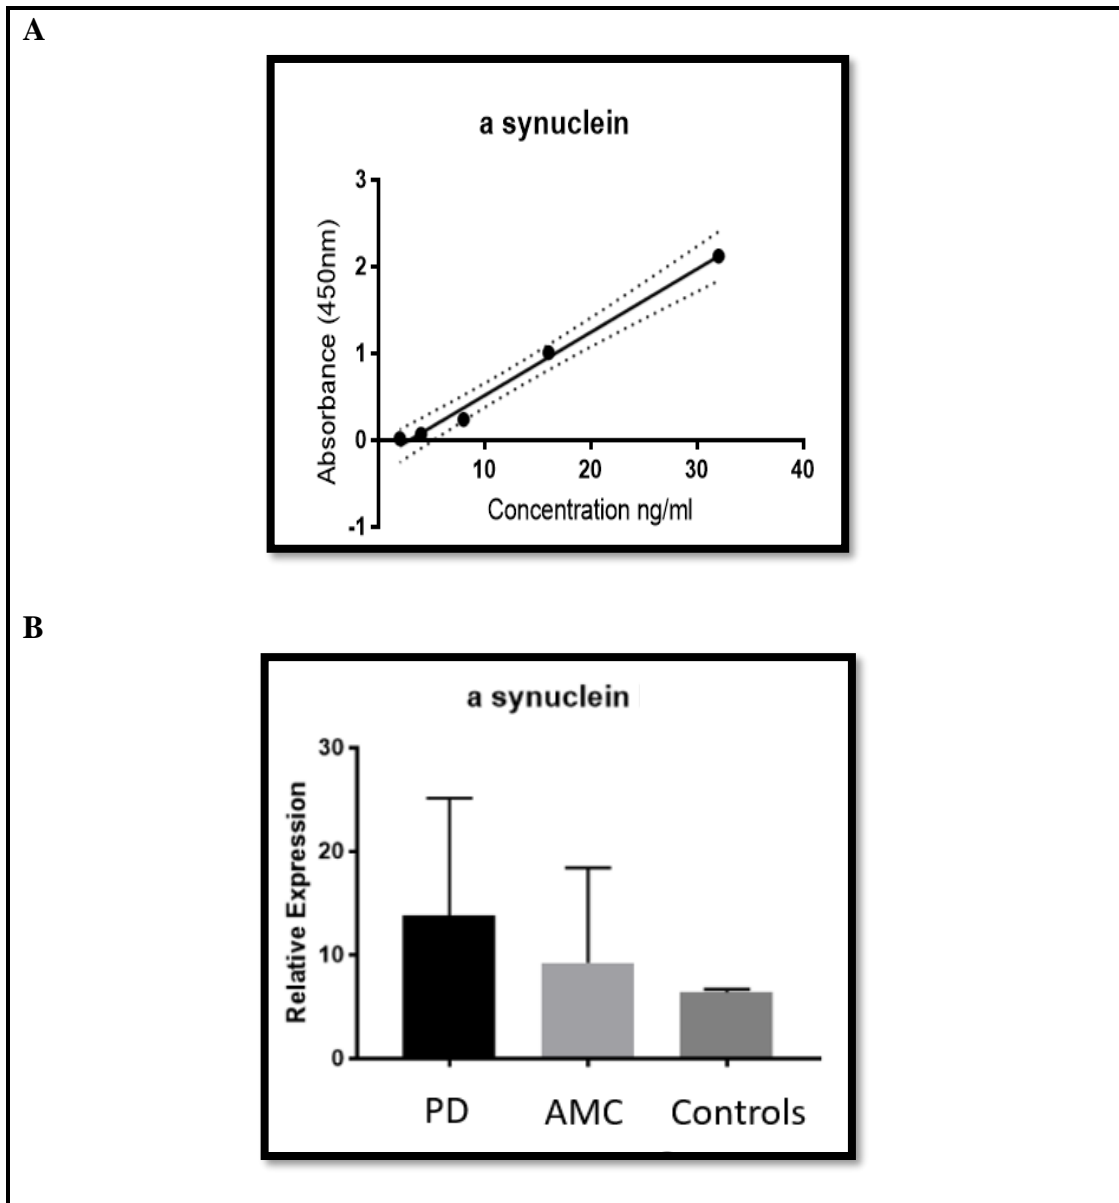 A
a synuclein
3
2
1
0
-1
Absorbance (450nm)
10 20 30 40
Concentration ng/ml
B
a synuclein
30
20
10
0
Relative Expression
PD AMC Controls